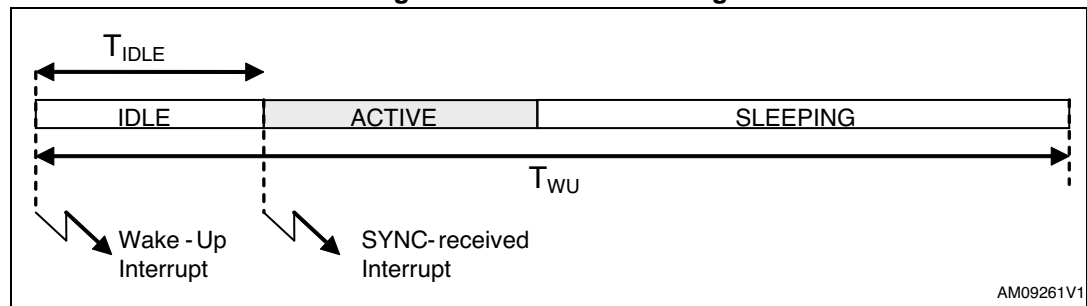 T_IDLE
IDLE ACTIVE SLEEPING
T_WU
Wake - Up
Interrupt
SYNC- received
Interrupt
AM09261V1